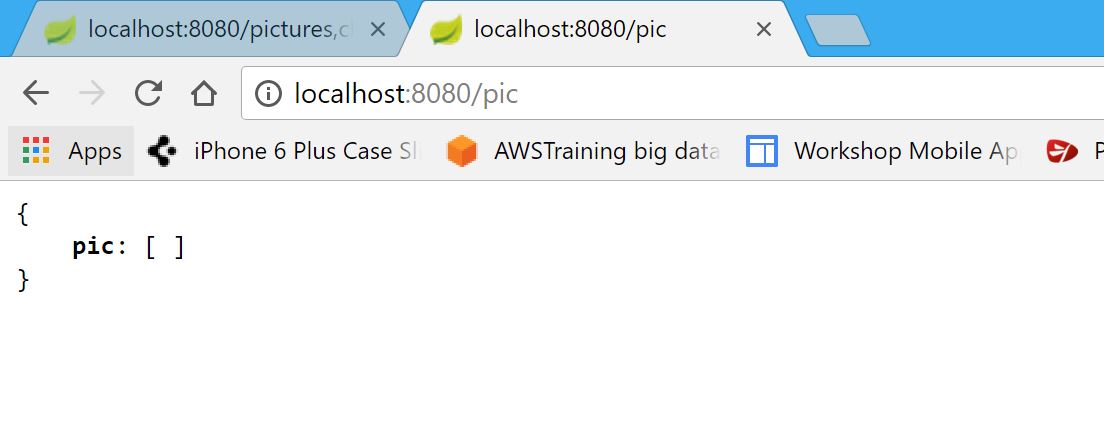 localhost:8080/pictures,c
localhost:8080/pic
localhost:8080/pic
Apps iPhone 6 Plus Case Sl AWSTraining big data Workshop Mobile Ap P
{
pic: [ ]
}